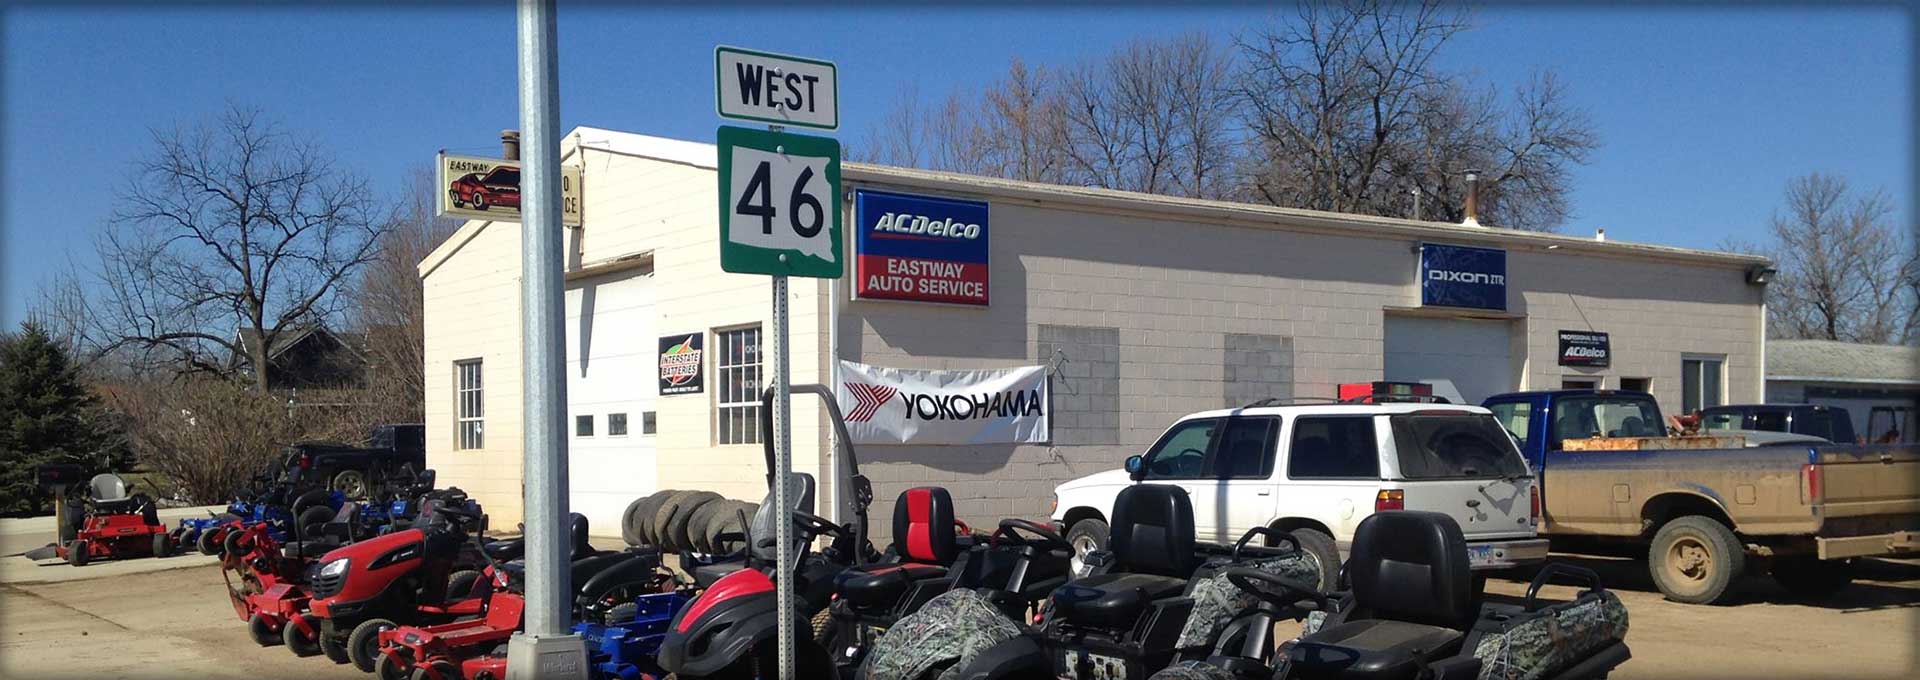 WEST
46
EASTWAY
ACDelco
EASTWAY
AUTO SERVICE
INTERSTATE
BATTERIES
YOKOHAMA
DIXON ZTR
ACDelco